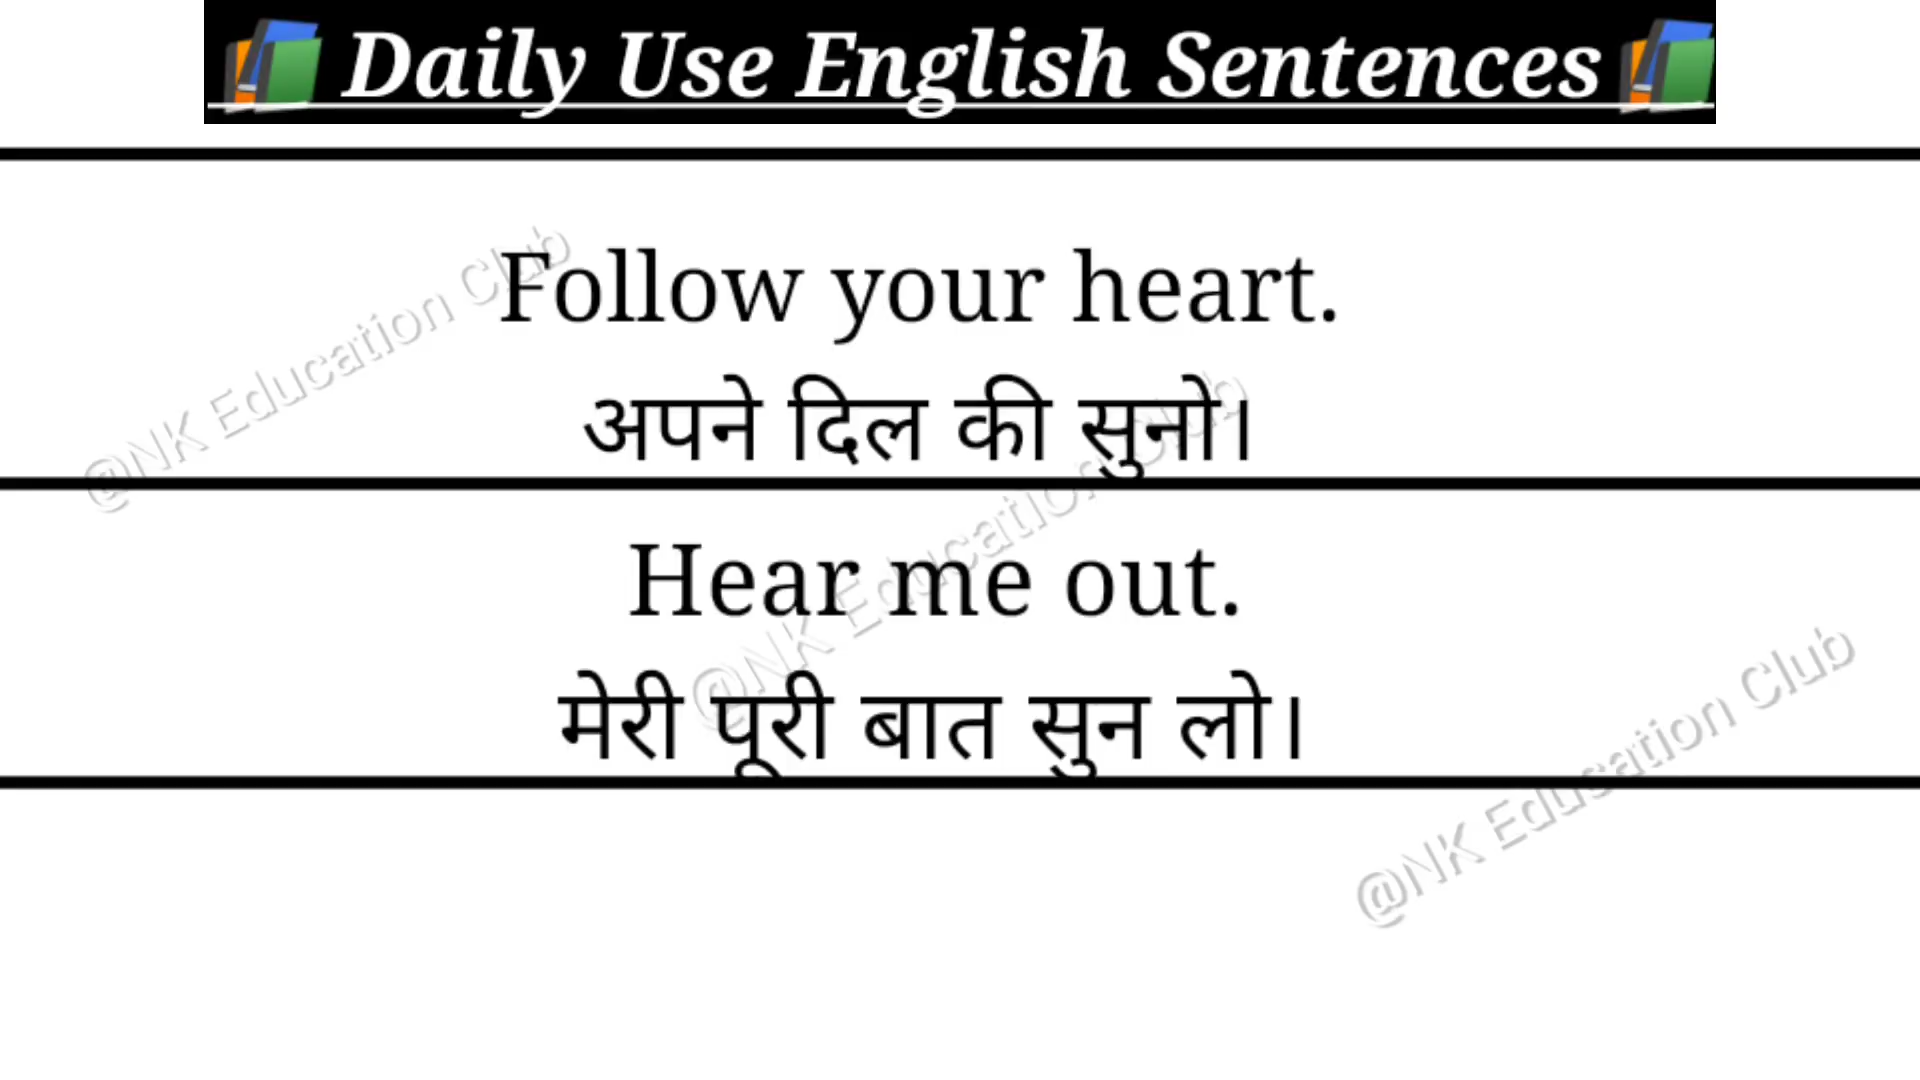 📚 Daily Use English Sentences 📚
Follow your heart.
अपने दिल की सुनो।
Hear me out.
मेरी पूरी बात सुन लो।
@NK Education Club
@NK Education Club
@NK Education Club